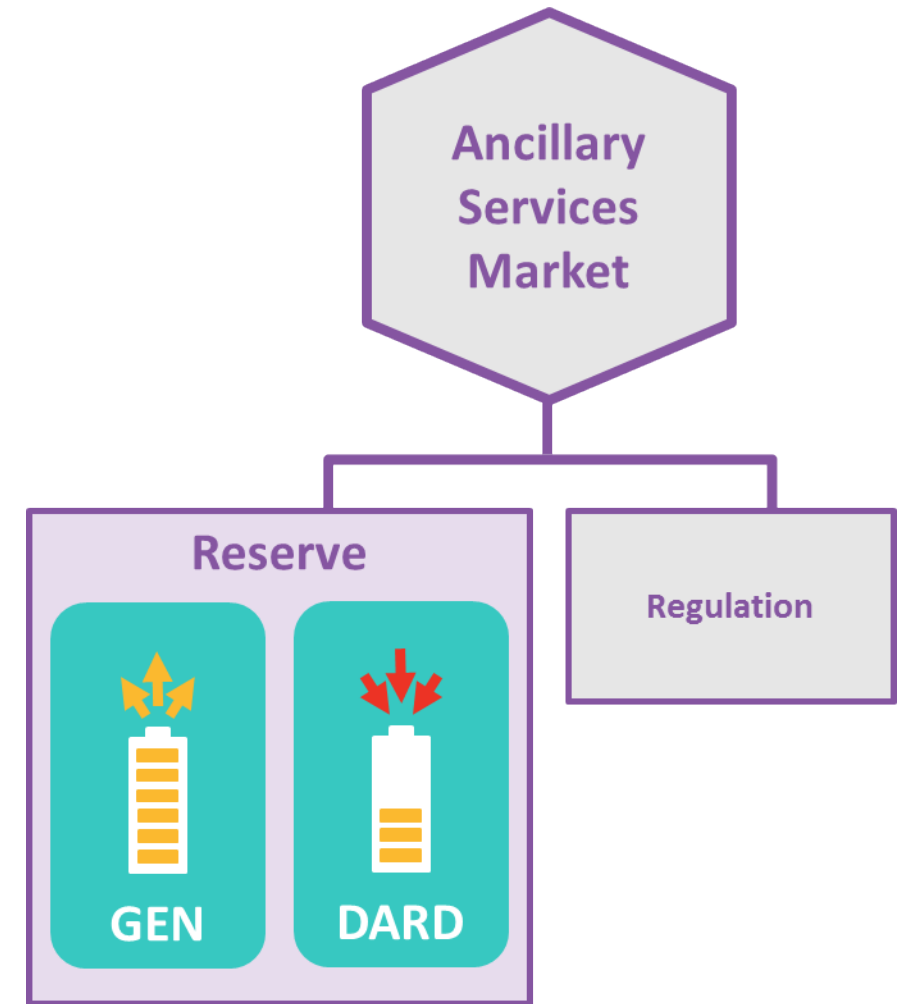 Ancillary
Services
Market
Reserve
Regulation
GEN
DARD